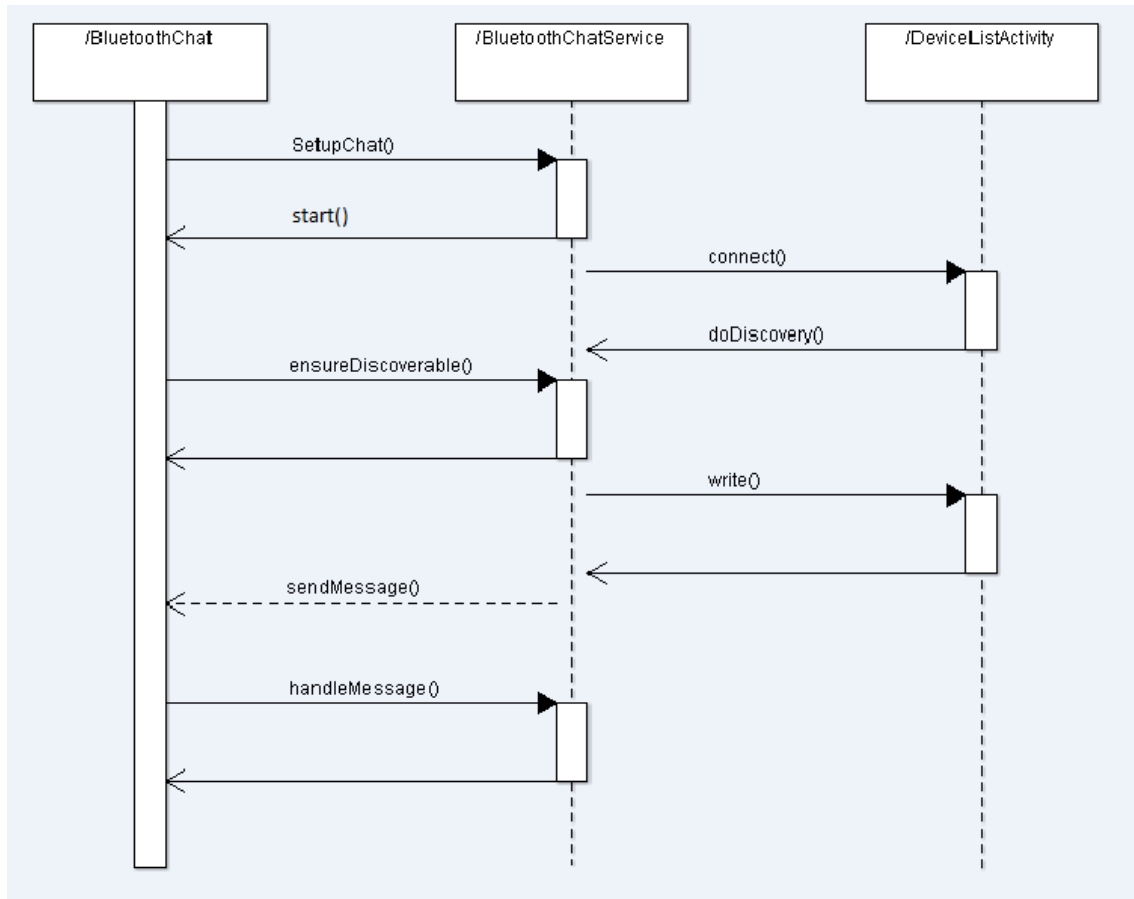 /BluetoothChat
/BluetoothChatService
/DeviceListActivity
SetupChat()
start()
connect()
doDiscovery()
ensureDiscoverable()
write()
sendMessage()
handleMessage()